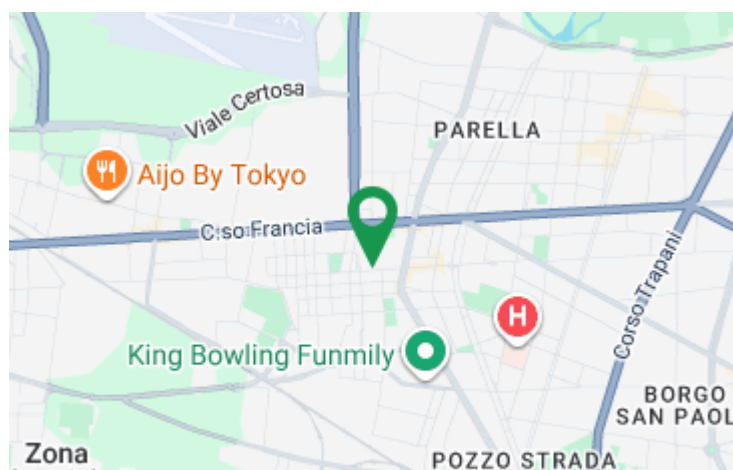 Viale Certosa
PARELLA
Aijo By Tokyo
C.so Francia
Corso Trapani
H
King Bowling Funmily
BORGO
SAN PAOL
Zona
POZZO STRADA